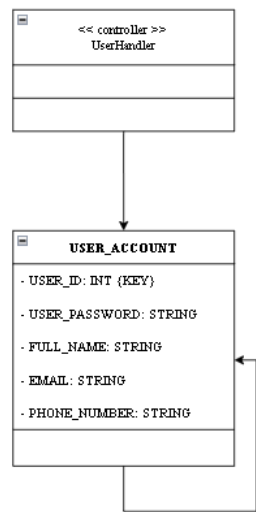 << controller >>
UserHandler
USER_ACCOUNT
- USER_ID: INT {KEY}
- USER_PASSWORD: STRING
- FULL_NAME: STRING
- EMAIL: STRING
- PHONE_NUMBER: STRING